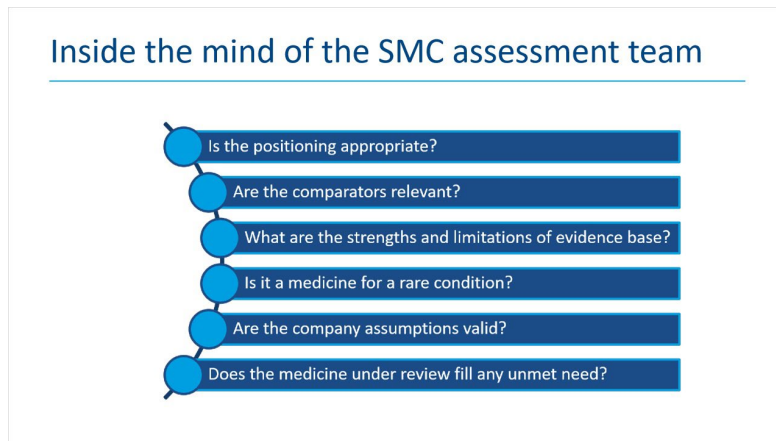 Inside the mind of the SMC assessment team
Is the positioning appropriate?
Are the comparators relevant?
What are the strengths and limitations of evidence base?
Is it a medicine for a rare condition?
Are the company assumptions valid?
Does the medicine under review fill any unmet need?